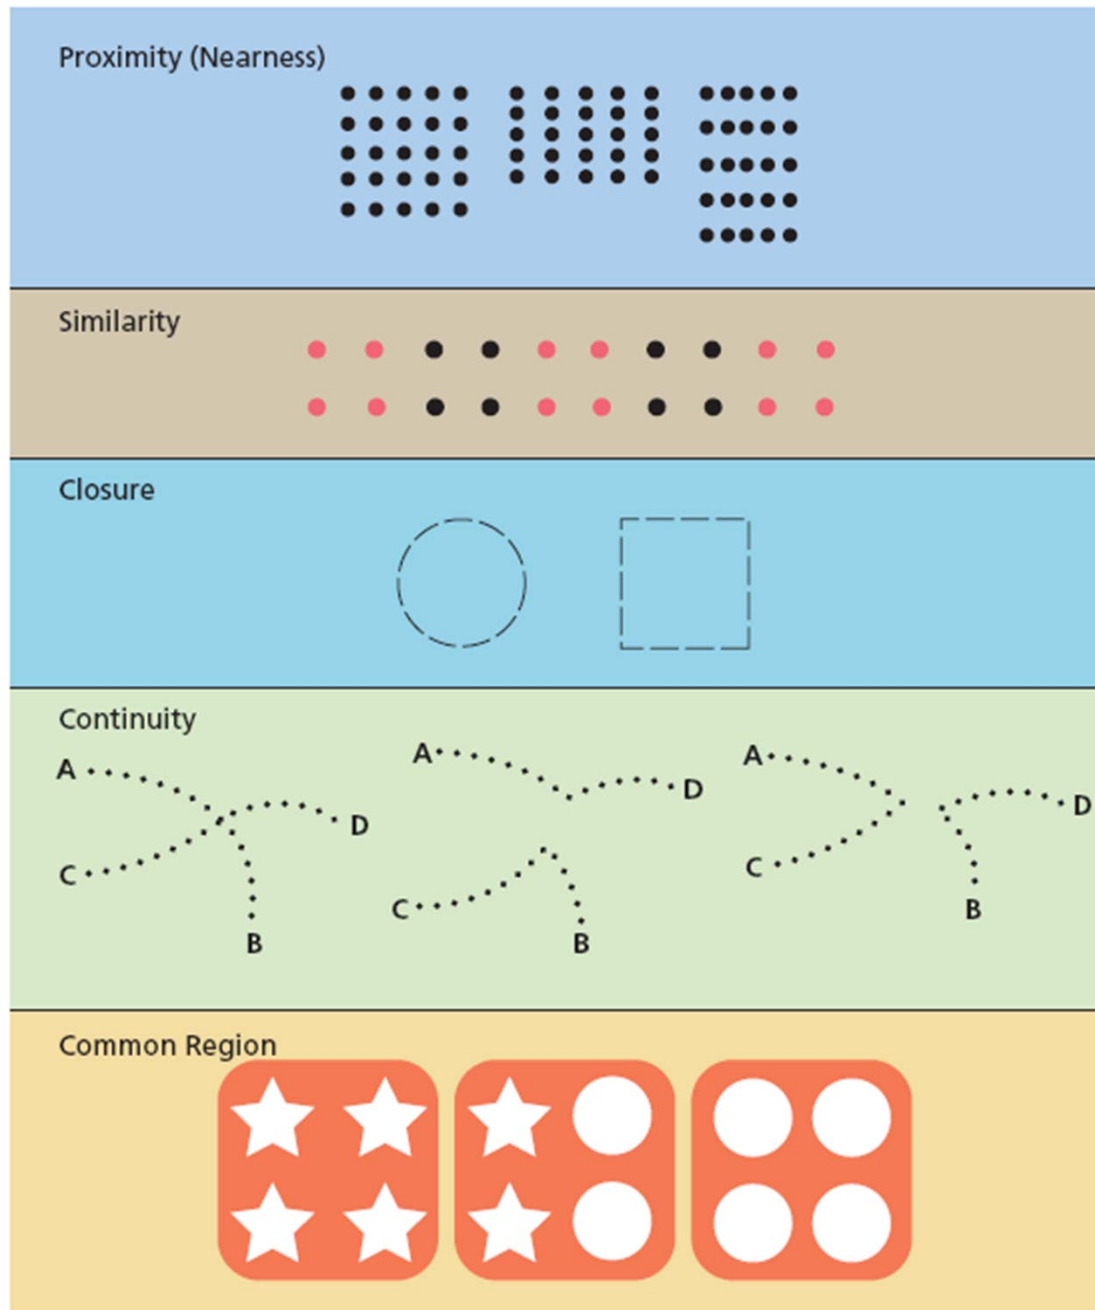 Proximity (Nearness)
Similarity
Closure
Continuity
A
D
C
B
A
D
C
B
A
D
C
B
Common Region